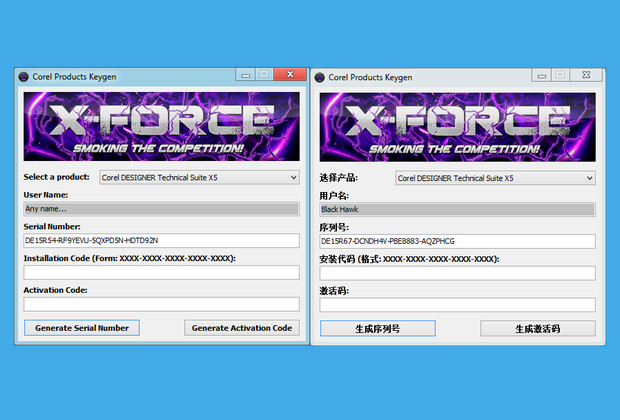 Corel Products Keygen
X-FORCE
SMOKING THE COMPETITION!
Select a product: Corel DESIGNER Technical Suite X5
User Name:
Any name...
Serial Number:
DE15R54-RF9YEVU-5QXPD5N-HDTD92N
Installation Code (Form: XXXX-XXXX-XXXX-XXXX-XXXX):
Activation Code:
Generate Serial Number Generate Activation Code
Corel Products Keygen
X-FORCE
SMOKING THE COMPETITION!
选择产品: Corel DESIGNER Technical Suite X5
用户名:
Black Hawk
序列号:
DE15R67-DCNDH4V-PBE8883-AQZPHCG
安装代码 (格式: XXXX-XXXX-XXXX-XXXX-XXXX):
激活码:
生成序列号 生成激活码